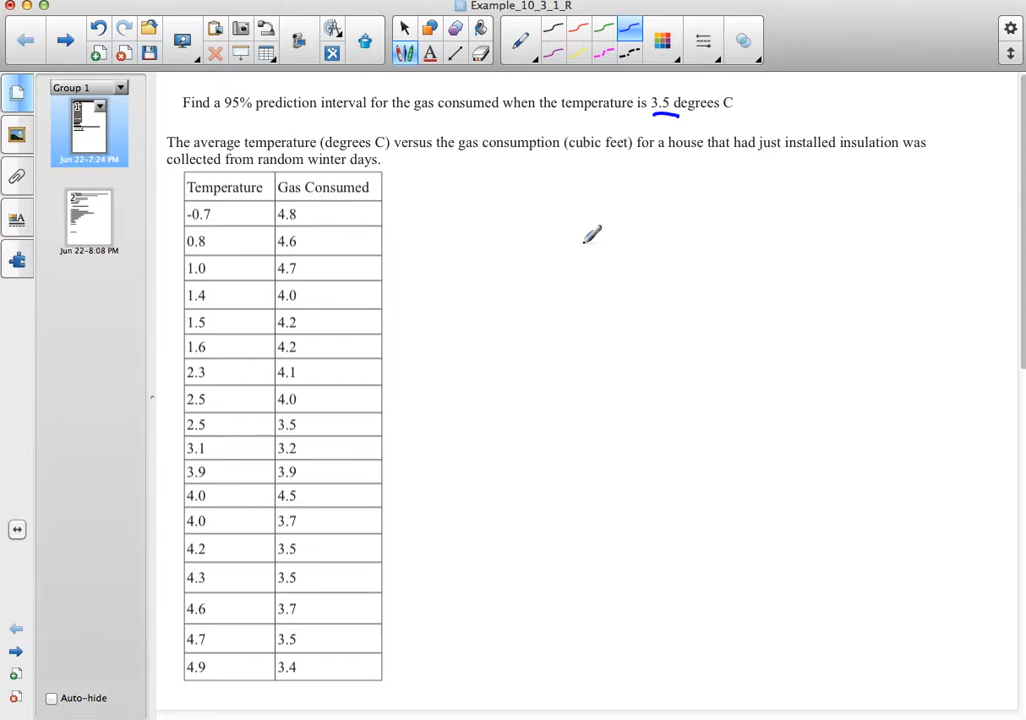 Example_10_3_1_R
Group 1
Find a 95% prediction interval for the gas consumed when the temperature is 3.5 degrees C
The average temperature (degrees C) versus the gas consumption (cubic feet) for a house that had just installed insulation was
collected from random winter days.
Temperature Gas Consumed
-0.7 4.8
0.8 4.6
1.0 4.7
1.4 4.0
1.5 4.2
1.6 4.2
2.3 4.1
2.5 4.0
2.5 3.5
3.1 3.2
3.9 3.9
4.0 4.5
4.0 3.7
4.2 3.5
4.3 3.5
4.6 3.7
4.7 3.5
4.9 3.4
1
Jun 22-7:24 PM
2
Jun 22-8:08 PM
Auto-hide